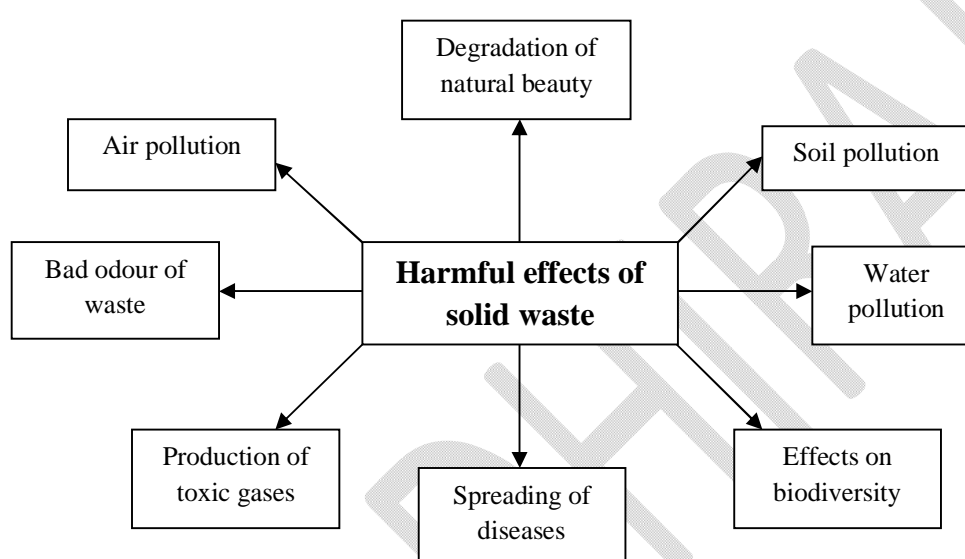 Degradation of
natural beauty
Air pollution
Soil pollution
Bad odour of
waste
Harmful effects of
solid waste
Water
pollution
Production of
toxic gases
Spreading of
diseases
Effects on
biodiversity